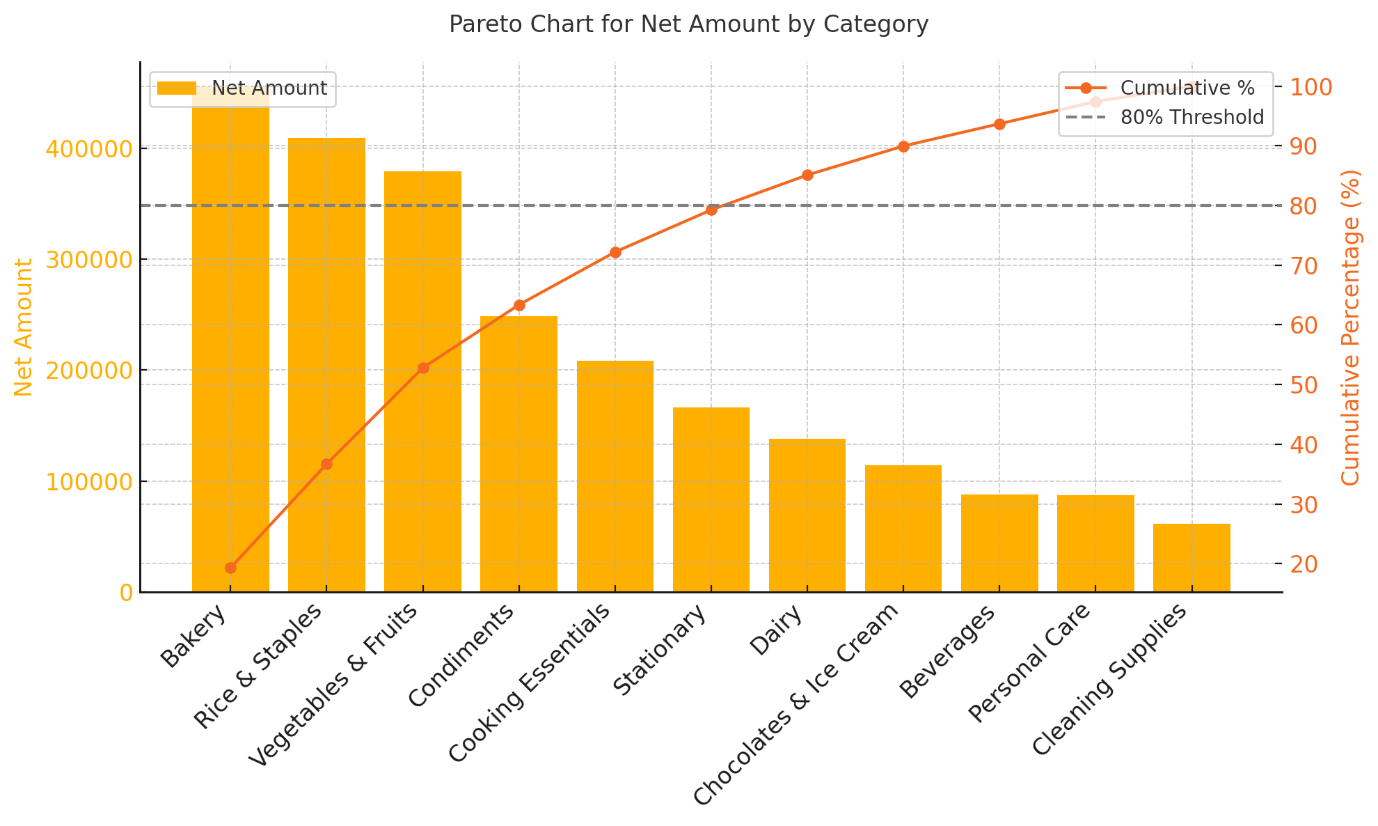 Pareto Chart for Net Amount by Category
Net Amount
Cumulative %
80% Threshold
Net Amount
400000
300000
200000
100000
0
100
90
80
70
60
50
40
30
20
Cumulative Percentage (%)
Bakery
Rice & Staples
Vegetables & Fruits
Condiments
Cooking Essentials
Stationary
Dairy
Chocolates & Ice Cream
Beverages
Personal Care
Cleaning Supplies